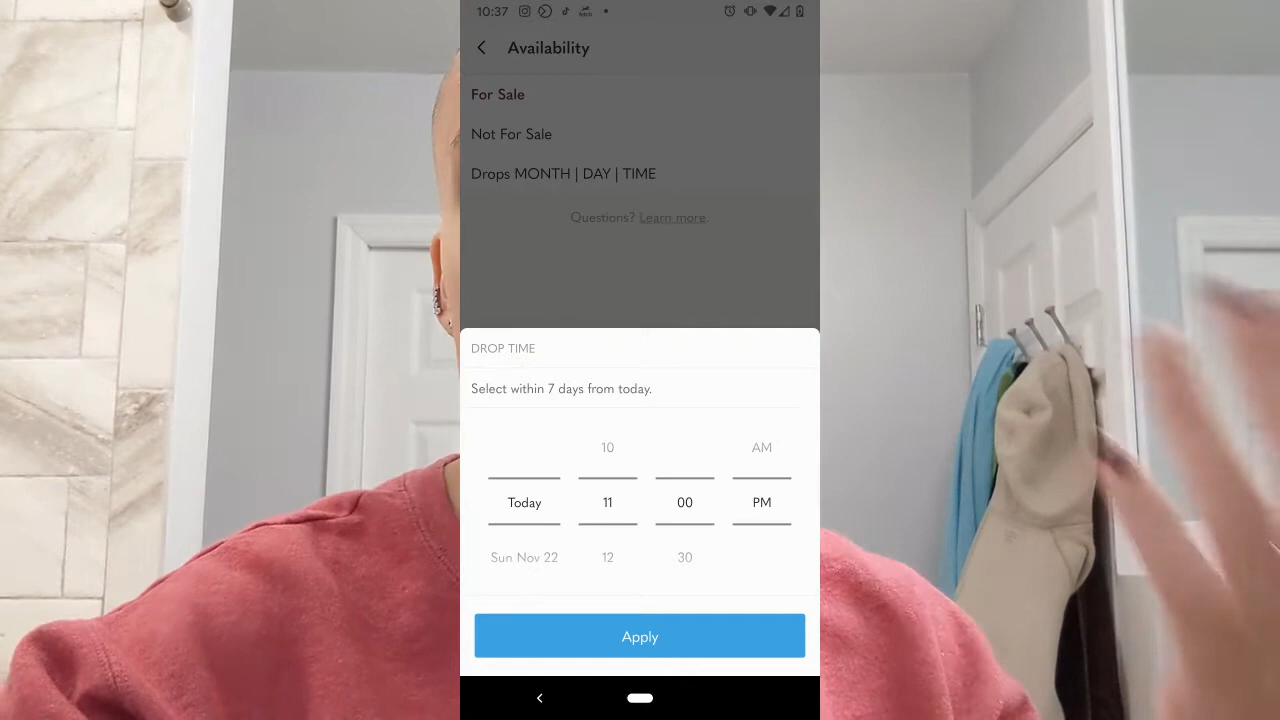 10:37
Availability
For Sale
Not For Sale
Drops MONTH | DAY | TIME
Questions? Learn more.
DROP TIME
Select within 7 days from today.
10 AM
Today 11 00 PM
Sun Nov 22 12 30
Apply